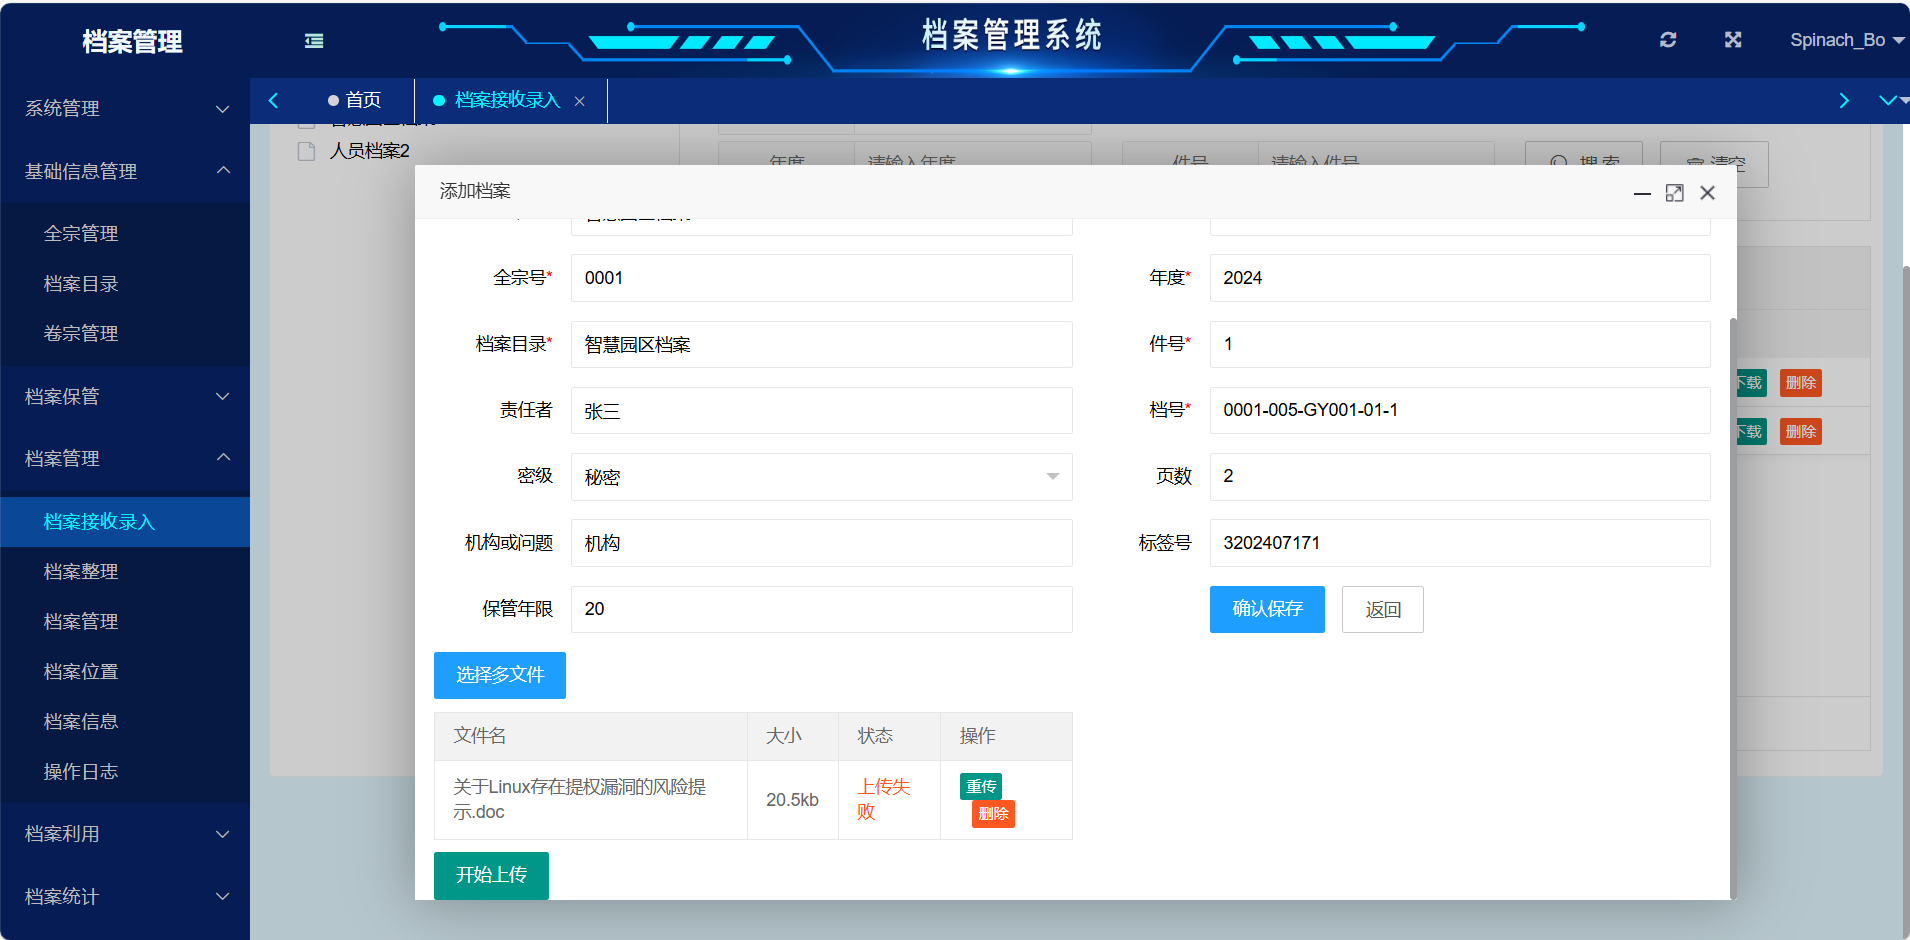 档案管理
档案管理系统
Spinach_Bo
首页
档案接收录入
系统管理
基础信息管理
全宗管理
档案目录
卷宗管理
档案保管
档案管理
档案接收录入
档案整理
档案管理
档案位置
档案信息
操作日志
档案利用
档案统计
人员档案2
年度
请输入年度
件号
请输入件号
搜 索
清空
添加档案
全宗号*
0001
年度*
2024
档案目录*
智慧园区档案
件号*
1
责任者
张三
档号*
0001-005-GY001-01-1
密级
秘密
页数
2
机构或问题
机构
标签号
3202407171
保管年限
20
确认保存
返回
选择多文件
文件名
大小
状态
操作
关于Linux存在提权漏洞的风险提
示.doc
20.5kb
上传失
败
重传
删除
开始上传
下载
删除
下载
删除